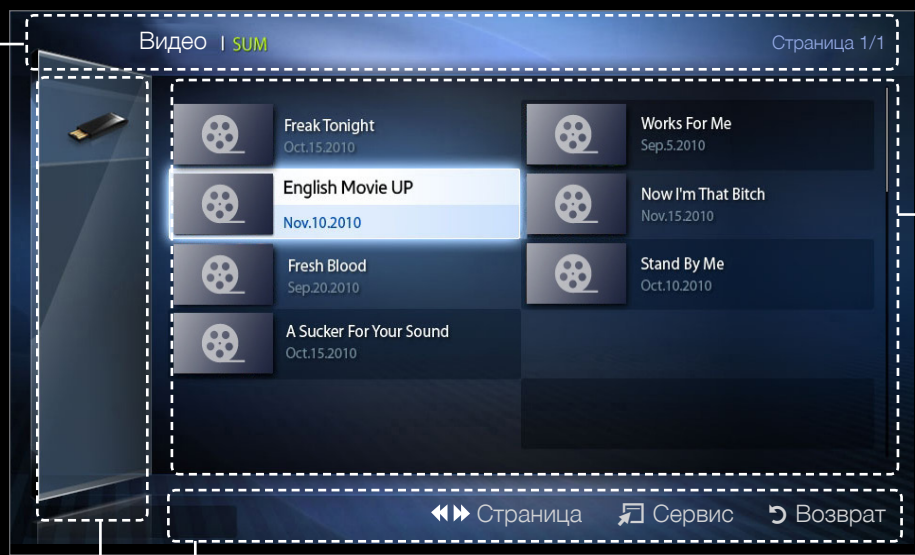 Видео | SUM
Страница 1/1
Freak Tonight
Oct.15.2010
Works For Me
Sep.5.2010
English Movie UP
Nov.10.2010
Now I'm That Bitch
Nov.15.2010
Fresh Blood
Sep.20.2010
Stand By Me
Oct.10.2010
A Sucker For Your Sound
Oct.15.2010
Страница Сервис Возврат